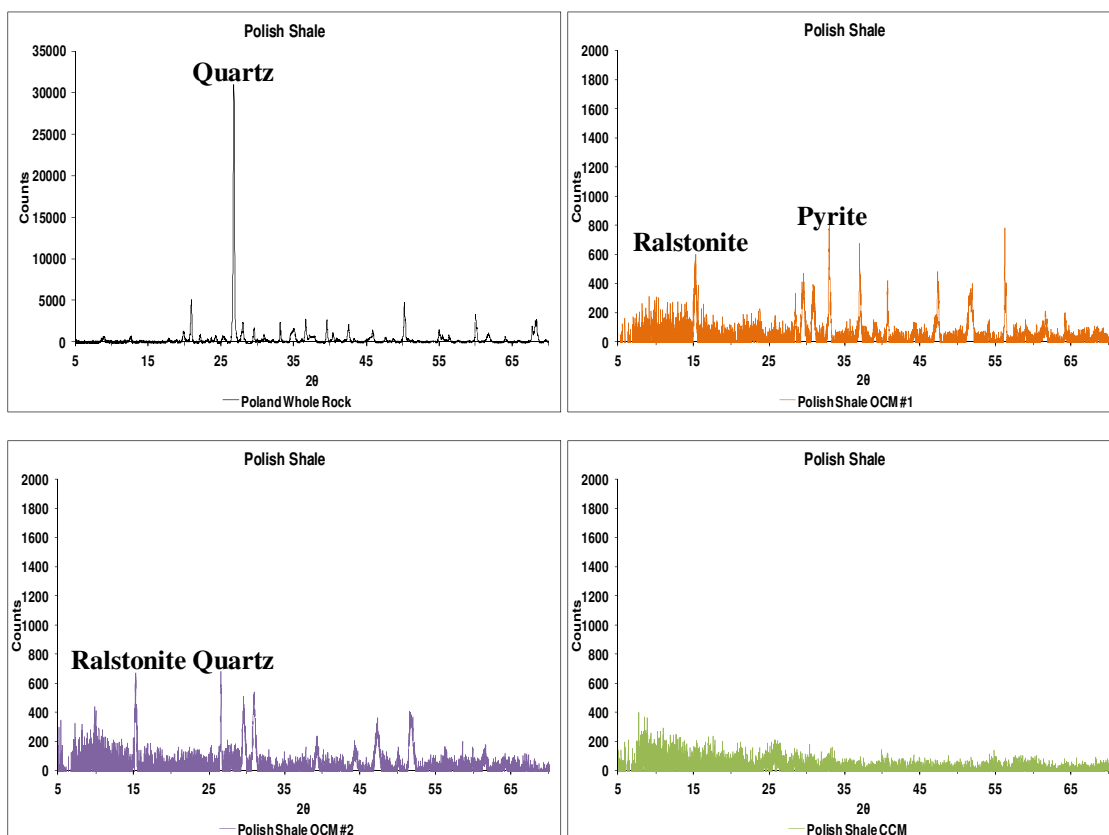 Polish Shale
35000
30000
25000
20000
15000
10000
5000
0
Counts
Quartz
5 15 25 35 45 55 65
2θ
Poland Whole Rock
Polish Shale
2000
1800
1600
1400
1200
1000
800
600
400
200
0
Counts
Ralstonite
Pyrite
5 15 25 35 45 55 65
2θ
Polish Shale OCM #1
Polish Shale
2000
1800
1600
1400
1200
1000
800
600
400
200
0
Counts
Ralstonite Quartz
5 15 25 35 45 55 65
2θ
Polish Shale OCM #2
Polish Shale
2000
1800
1600
1400
1200
1000
800
600
400
200
0
Counts
5 15 25 35 45 55 65
2θ
Polish Shale CCM